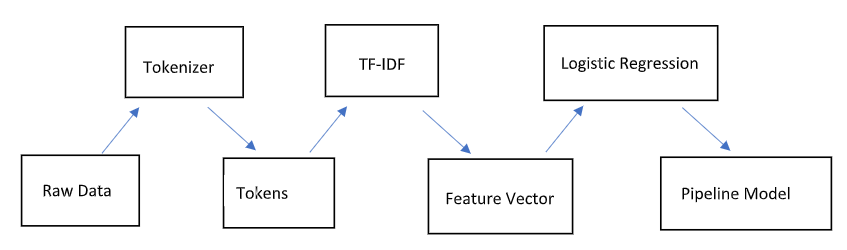 Tokenizer
TF-IDF
Logistic Regression
Raw Data
Tokens
Feature Vector
Pipeline Model